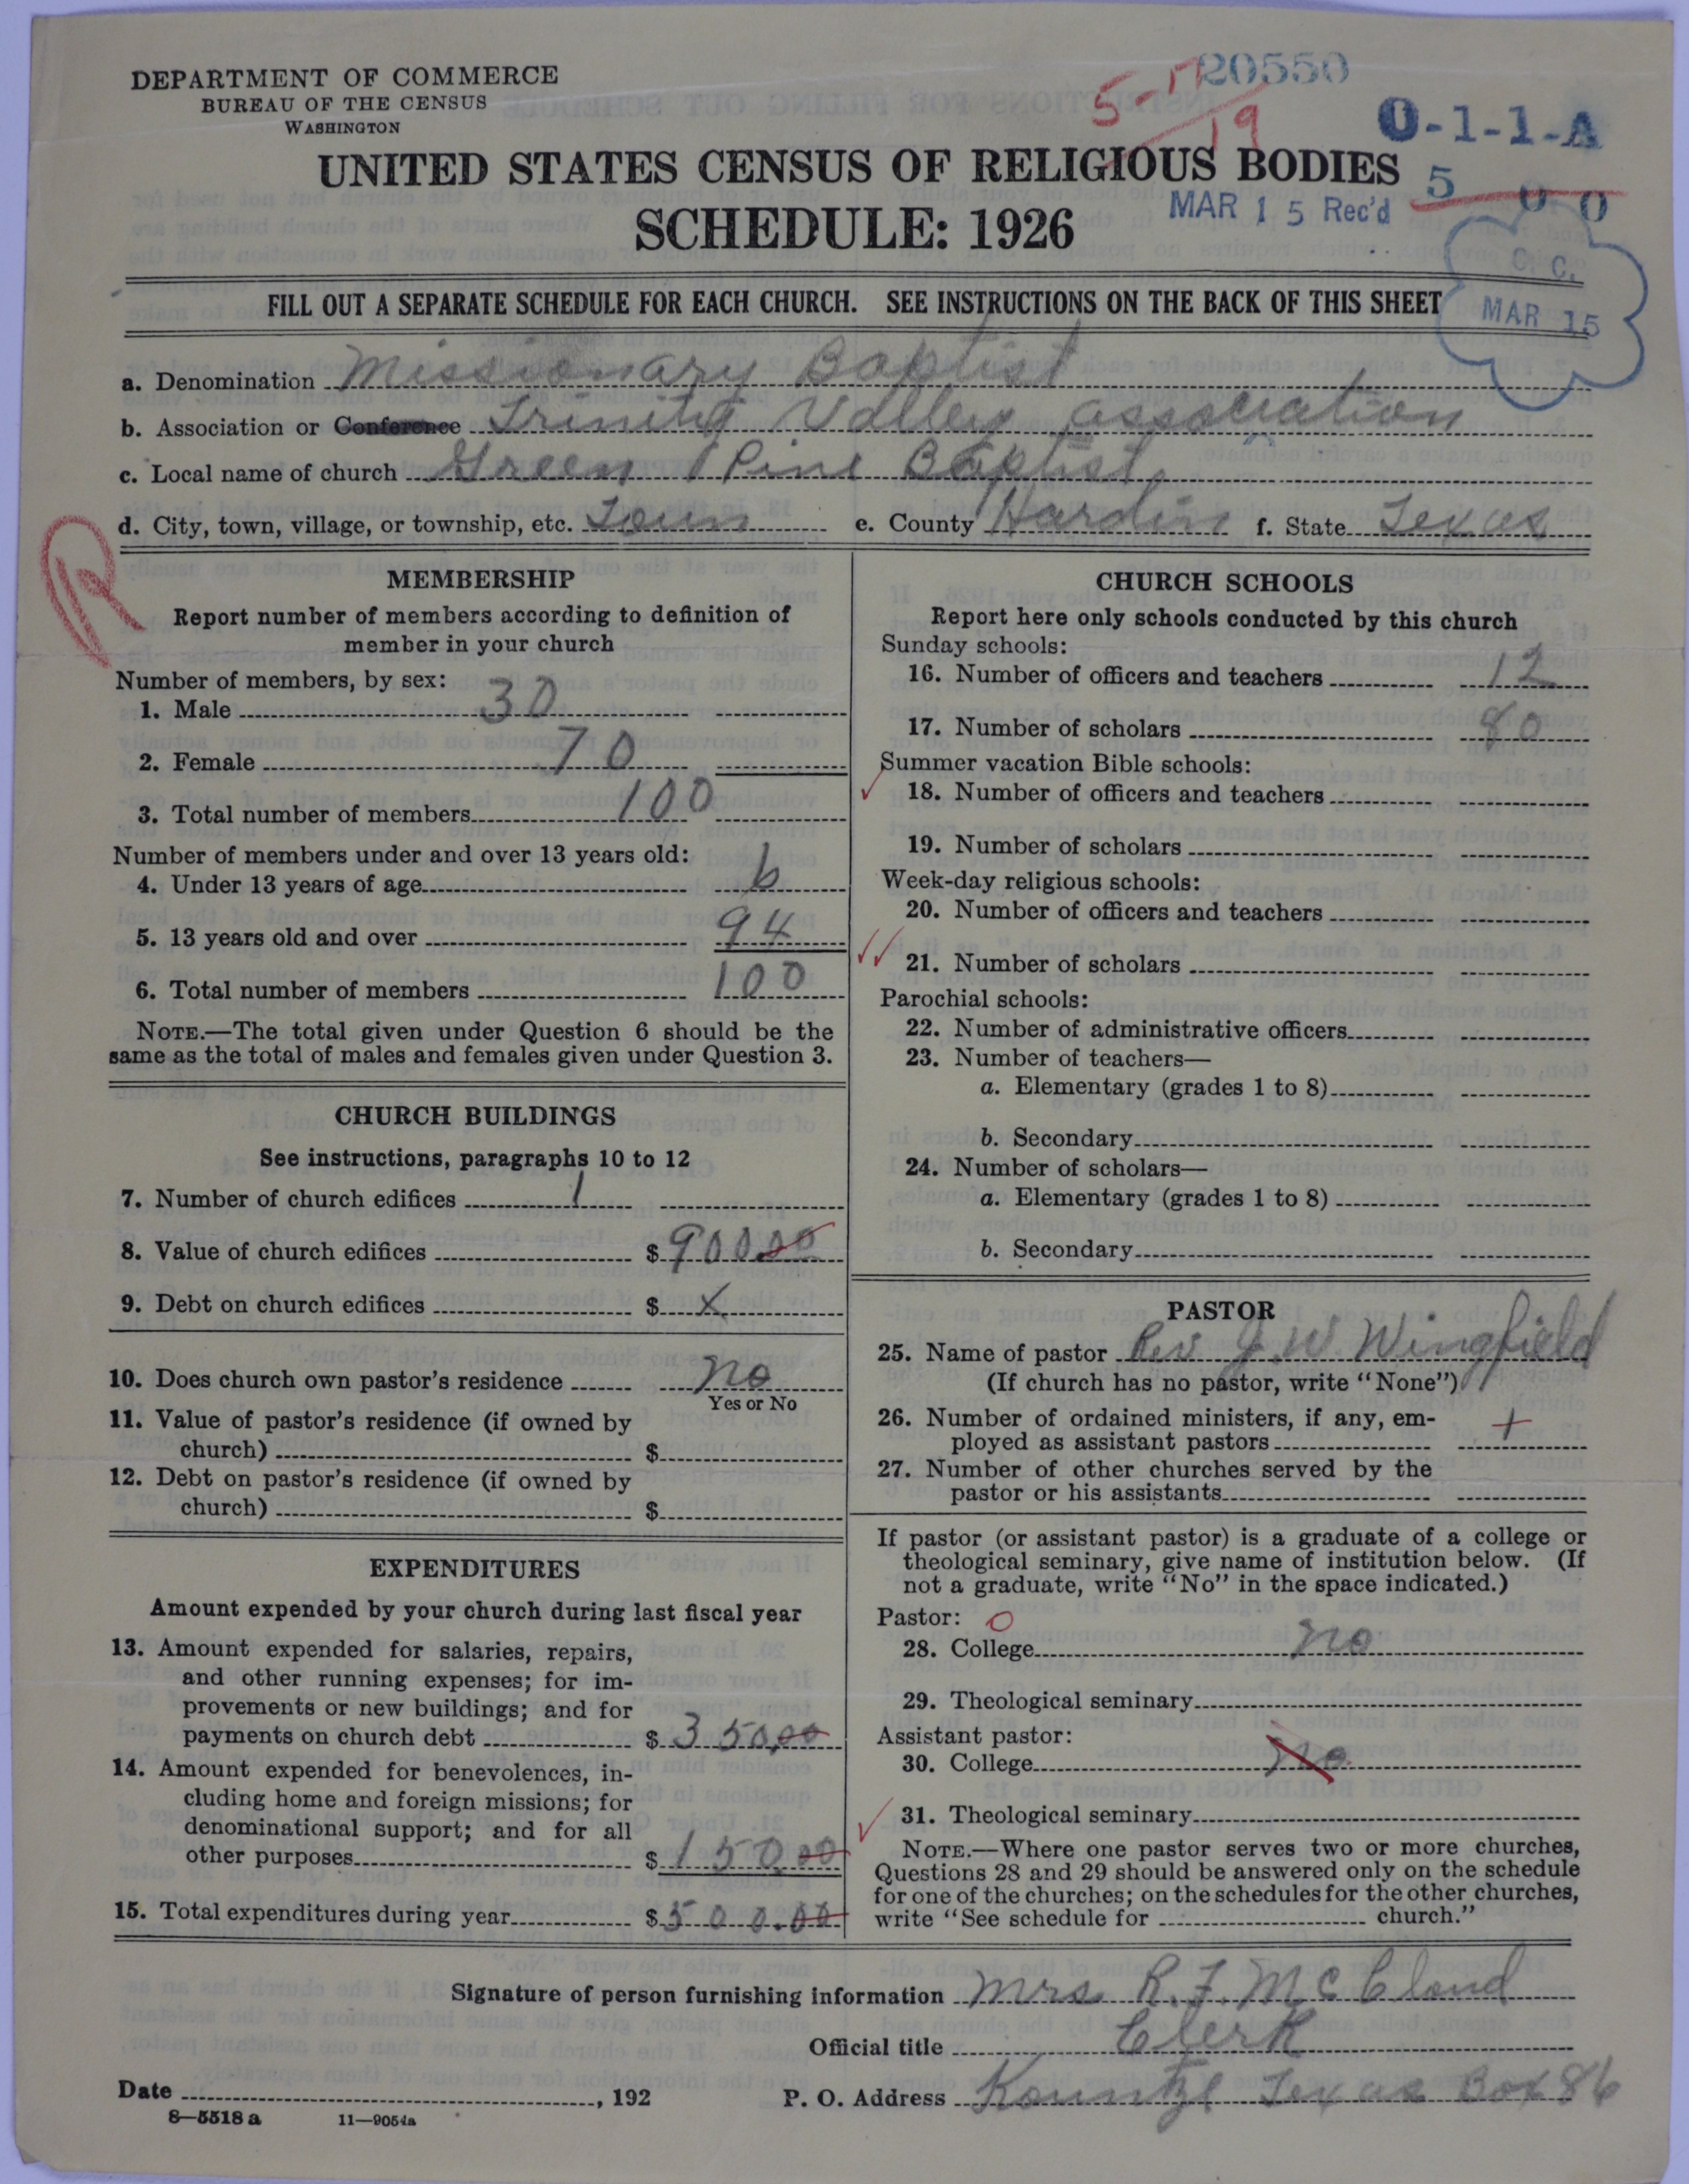 DEPARTMENT OF COMMERCE
BUREAU OF THE CENSUS
WASHINGTON
20550
5-17
19
O-1-1-A
UNITED STATES CENSUS OF RELIGIOUS BODIES
SCHEDULE: 1926
MAR 15 Rec'd
5 0 0
C. C.
MAR 15
FILL OUT A SEPARATE SCHEDULE FOR EACH CHURCH. SEE INSTRUCTIONS ON THE BACK OF THIS SHEET
a. Denomination Missionary Baptist
b. Association or Conference Trinity Valley association
c. Local name of church Green Pine Baptist
d. City, town, village, or township, etc. Town e. County Hardin f. State Texas
R
MEMBERSHIP
Report number of members according to definition of
member in your church
Number of members, by sex:
1. Male 30
2. Female 70
3. Total number of members 100
Number of members under and over 13 years old:
4. Under 13 years of age 6
5. 13 years old and over 94
6. Total number of members 100
NOTE.—The total given under Question 6 should be the
same as the total of males and females given under Question 3.
CHURCH BUILDINGS
See instructions, paragraphs 10 to 12
7. Number of church edifices 1
8. Value of church edifices $ 900.00
9. Debt on church edifices $ X
10. Does church own pastor's residence no
Yes or No
11. Value of pastor's residence (if owned by
church) $
12. Debt on pastor's residence (if owned by
church) $
EXPENDITURES
Amount expended by your church during last fiscal year
13. Amount expended for salaries, repairs,
and other running expenses; for im-
provements or new buildings; and for
payments on church debt $ 350.00
14. Amount expended for benevolences, in-
cluding home and foreign missions; for
denominational support; and for all
other purposes $ 150.00
15. Total expenditures during year $ 500.00
CHURCH SCHOOLS
Report here only schools conducted by this church
Sunday schools:
16. Number of officers and teachers 12
17. Number of scholars 80
Summer vacation Bible schools:
18. Number of officers and teachers
19. Number of scholars
Week-day religious schools:
20. Number of officers and teachers
21. Number of scholars
Parochial schools:
22. Number of administrative officers
23. Number of teachers—
a. Elementary (grades 1 to 8)
b. Secondary
24. Number of scholars—
a. Elementary (grades 1 to 8)
b. Secondary
PASTOR
25. Name of pastor Rev J. W. Wingfield
(If church has no pastor, write "None")
26. Number of ordained ministers, if any, em-
ployed as assistant pastors +
27. Number of other churches served by the
pastor or his assistants
If pastor (or assistant pastor) is a graduate of a college or
theological seminary, give name of institution below. (If
not a graduate, write "No" in the space indicated.)
Pastor: 0
28. College no
29. Theological seminary
Assistant pastor:
30. College no
31. Theological seminary
NOTE.—Where one pastor serves two or more churches,
Questions 28 and 29 should be answered only on the schedule
for one of the churches; on the schedules for the other churches,
write "See schedule for church."
Signature of person furnishing information Mrs R. F. McCloud
Official title Clerk
Date , 192 P. O. Address Kountze Texas Box 86
8—5518 a 11—9054a